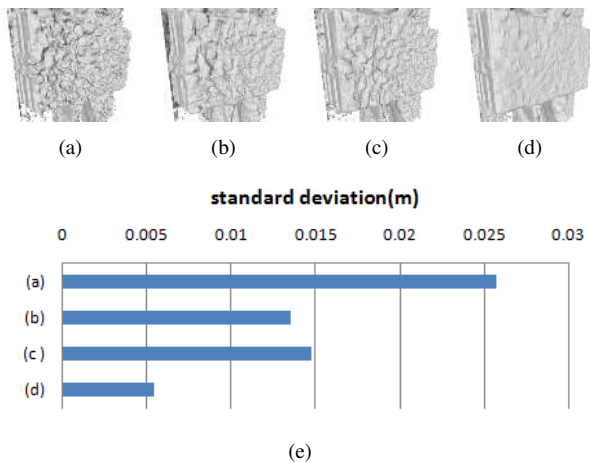 (a) (b) (c) (d)
standard deviation(m)
0 0.005 0.01 0.015 0.02 0.025 0.03
(a)
(b)
(c )
(d)
(e)